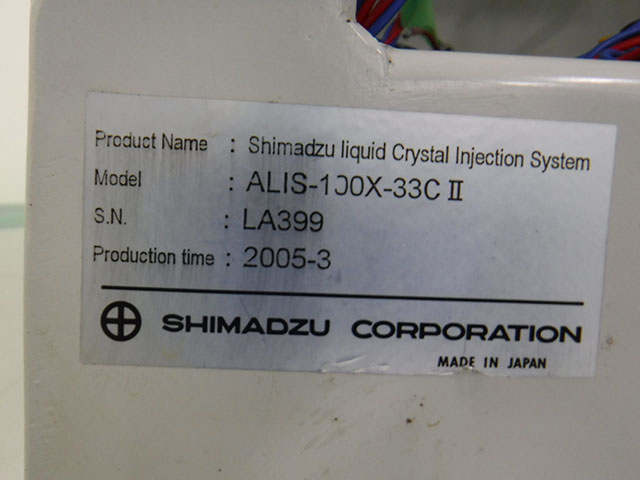 Product Name : Shimadzu liquid Crystal Injection System
Model : ALIS-100X-33C II
S.N. : LA399
Production time : 2005-3
SHIMADZU CORPORATION
MADE IN JAPAN